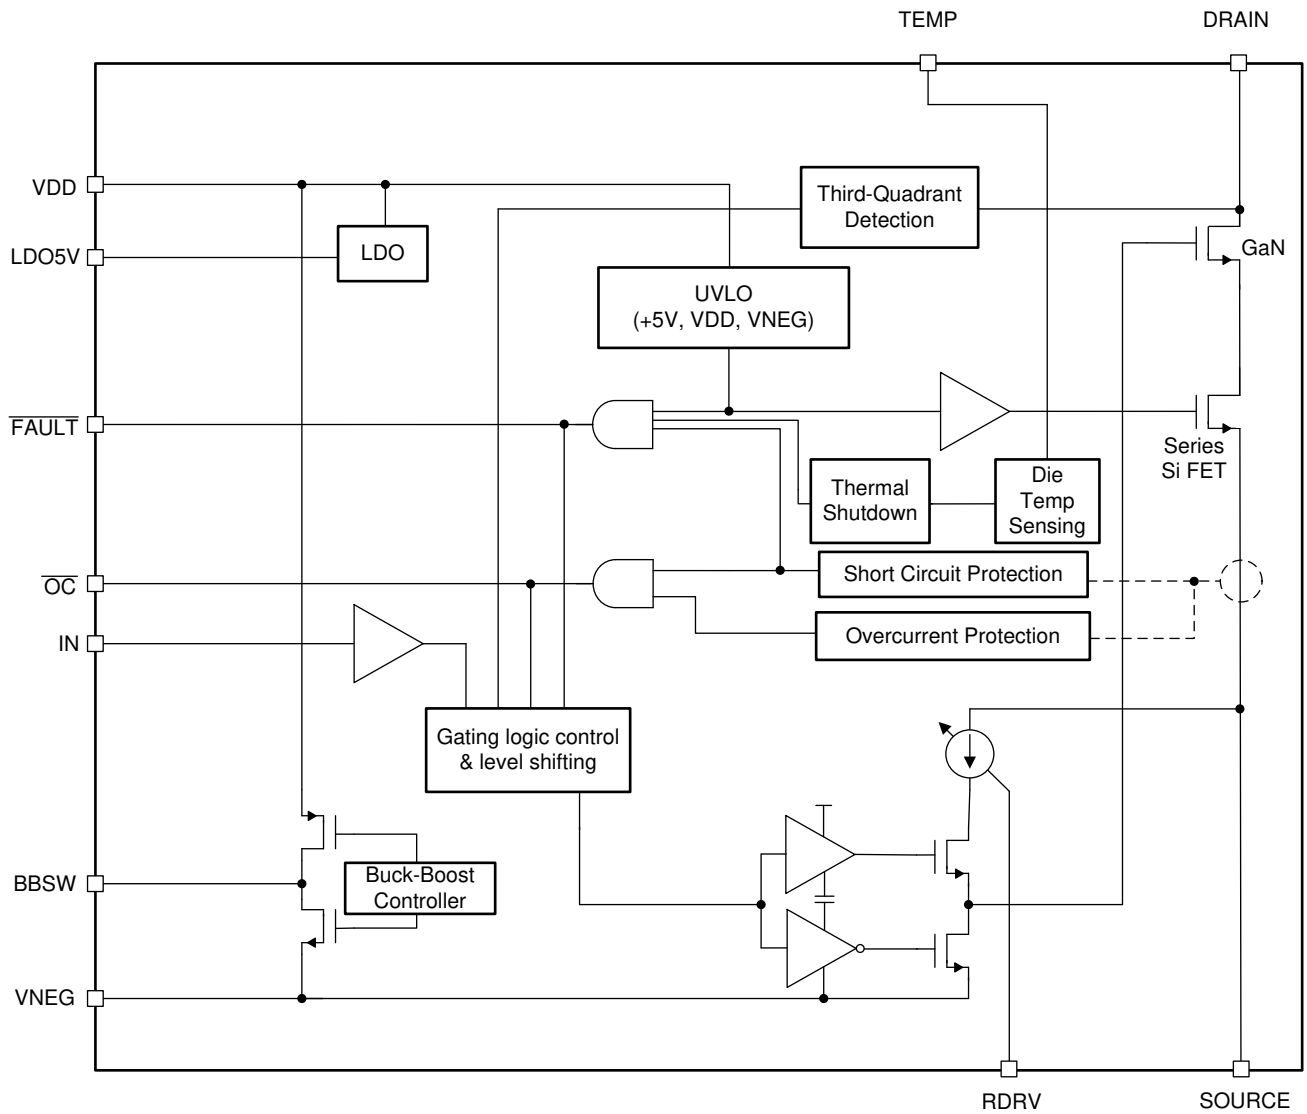 TEMP
DRAIN
VDD
Third-Quadrant
Detection
LDO5V
LDO
GaN
UVLO
(+5V, VDD, VNEG)
FAULT
Series
Si FET
Thermal
Shutdown
Die
Temp
Sensing
OC
Short Circuit Protection
IN
Overcurrent Protection
Gating logic control
& level shifting
BBSW
Buck-Boost
Controller
VNEG
RDRV
SOURCE